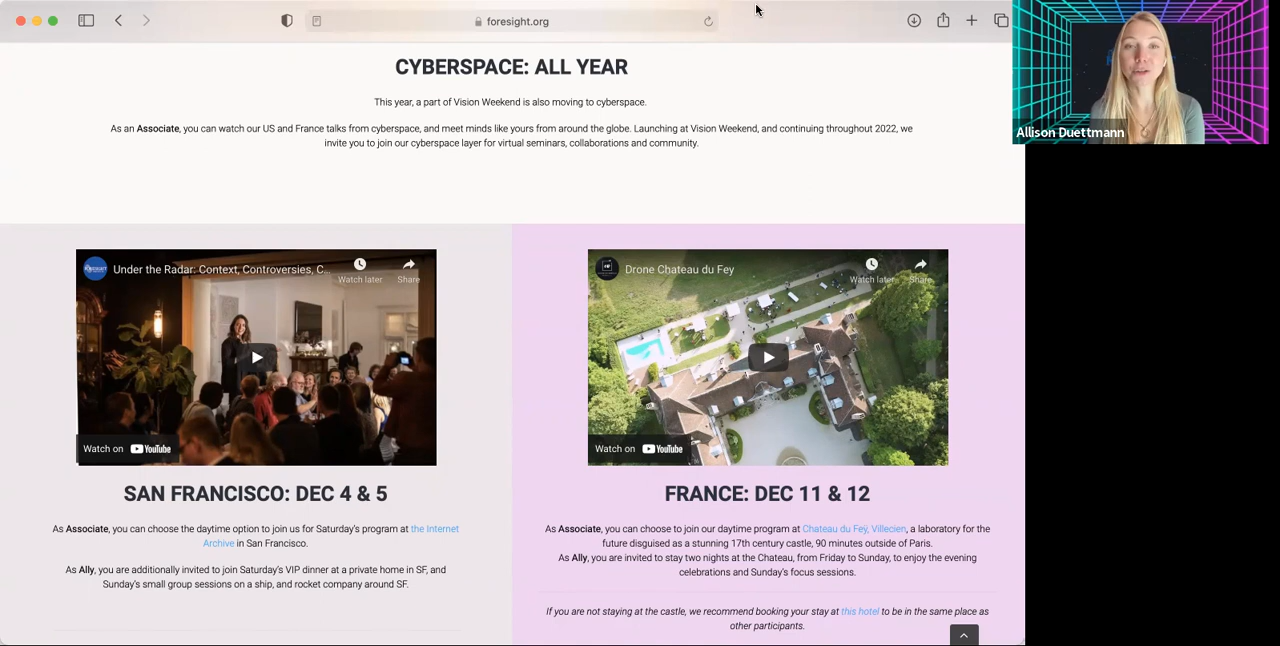 foresight.org
Allison Duettmann
CYBERSPACE: ALL YEAR
This year, a part of Vision Weekend is also moving to cyberspace.
As an Associate, you can watch our US and France talks from cyberspace, and meet minds like yours from around the globe. Launching at Vision Weekend, and continuing throughout 2022, we
invite you to join our cyberspace layer for virtual seminars, collaborations and community.
Under the Radar: Context, Controversies, C...
Watch later
Share
Watch on YouTube
SAN FRANCISCO: DEC 4 & 5
As Associate, you can choose the daytime option to join us for Saturday's program at the Internet
Archive in San Francisco.
As Ally, you are additionally invited to join Saturday's VIP dinner at a private home in SF, and
Sunday's small group sessions on a ship, and rocket company around SF.
Drone Chateau du Fey
Watch later
Share
Watch on YouTube
FRANCE: DEC 11 & 12
As Associate, you can choose to join our daytime program at Chateau du Feÿ, Villecien, a laboratory for the
future disguised as a stunning 17th century castle, 90 minutes outside of Paris.
As Ally, you are invited to stay two nights at the Chateau, from Friday to Sunday, to enjoy the evening
celebrations and Sunday's focus sessions.
If you are not staying at the castle, we recommend booking your stay at this hotel to be in the same place as
other participants.